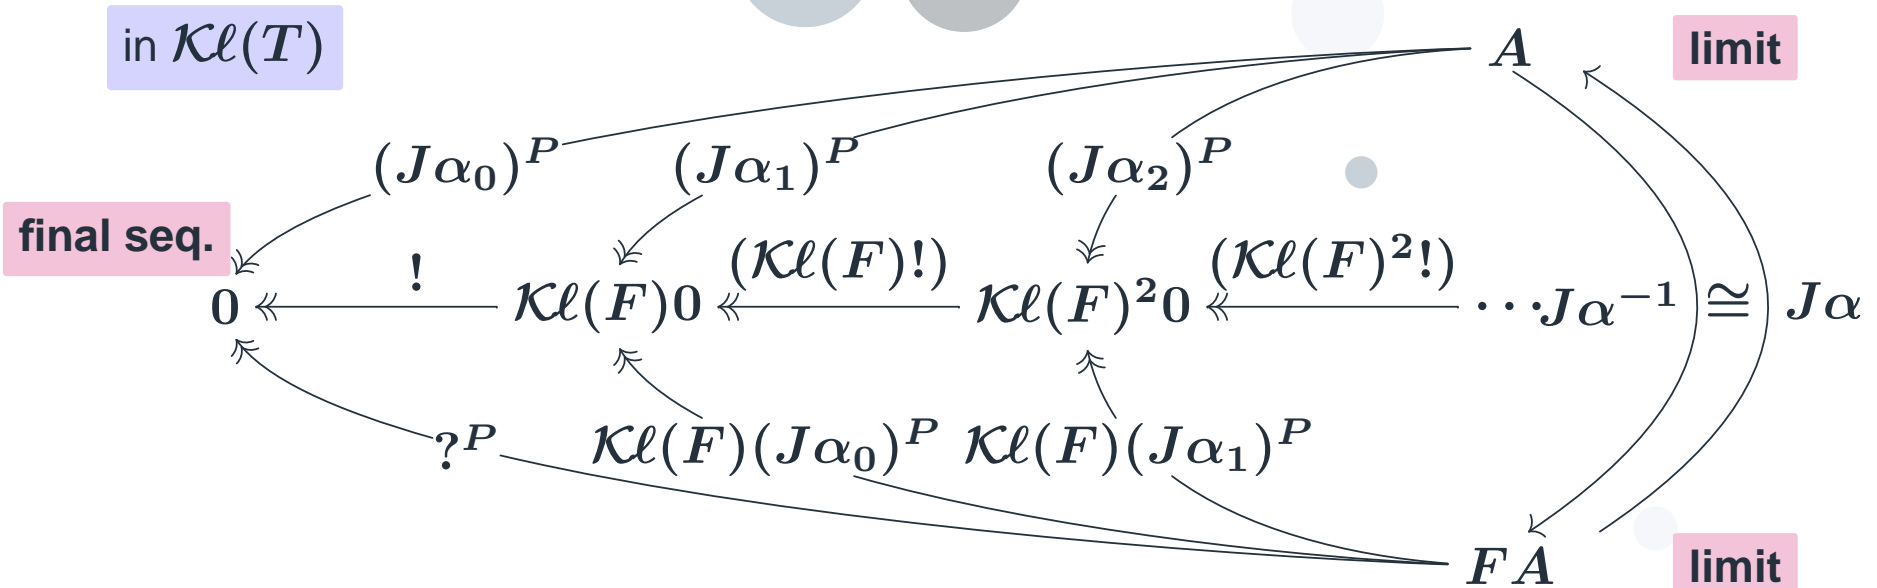 in 𝒦ℓ(T)
A
limit
(Jα₀)ᴾ (Jα₁)ᴾ (Jα₂)ᴾ
final seq.
! (𝒦ℓ(F)!) (𝒦ℓ(F)²!)
0 𝒦ℓ(F)0 𝒦ℓ(F)²0 ⋯ Jα⁻¹ ≅ Jα
?ᴾ 𝒦ℓ(F)(Jα₀)ᴾ 𝒦ℓ(F)(Jα₁)ᴾ
FA
limit